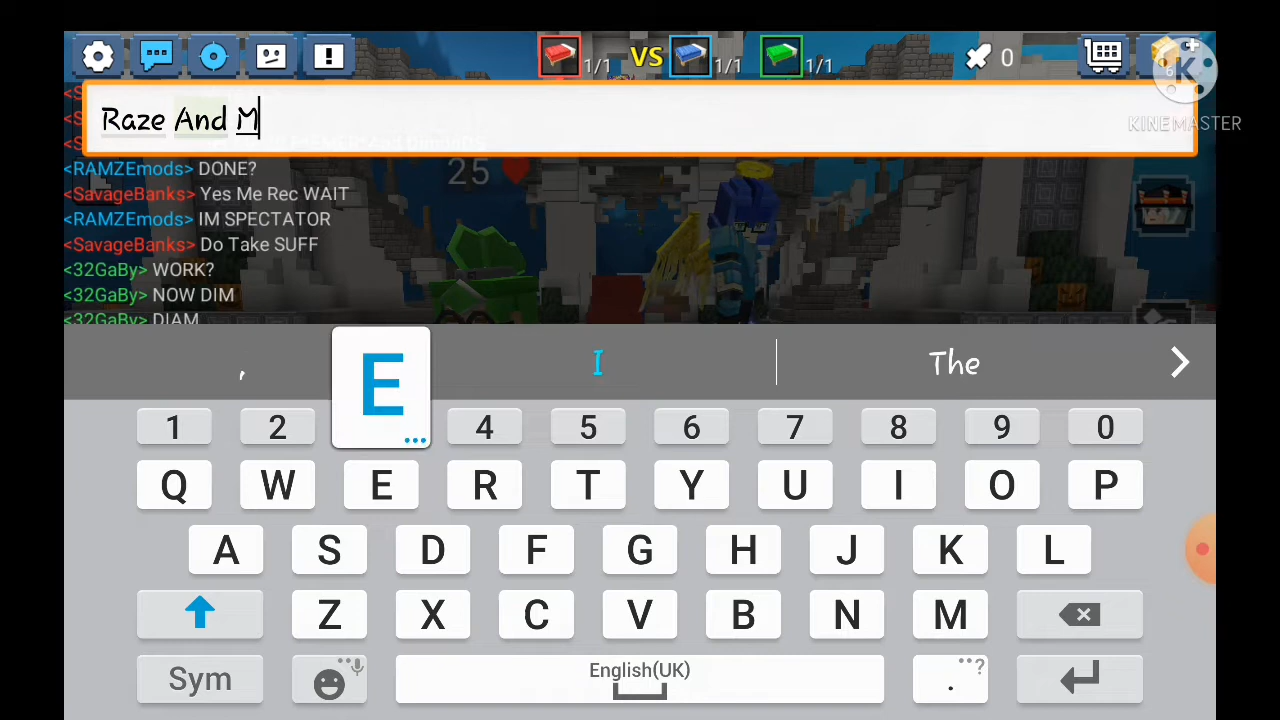 1/1 VS 1/1 1/1 0
6
K
KINEMASTER
Raze And M
25
<RAMZEmods> DONE?
<SavageBanks> Yes Me Rec WAIT
<RAMZEmods> IM SPECTATOR
<SavageBanks> Do Take SUFF
<32GaBy> WORK?
<32GaBy> NOW DIM
<32GaBy> DIAM
, E I The
1 2 4 5 6 7 8 9 0
Q W E R T Y U I O P
A S D F G H J K L
Z X C V B N M
Sym English(UK) . ?